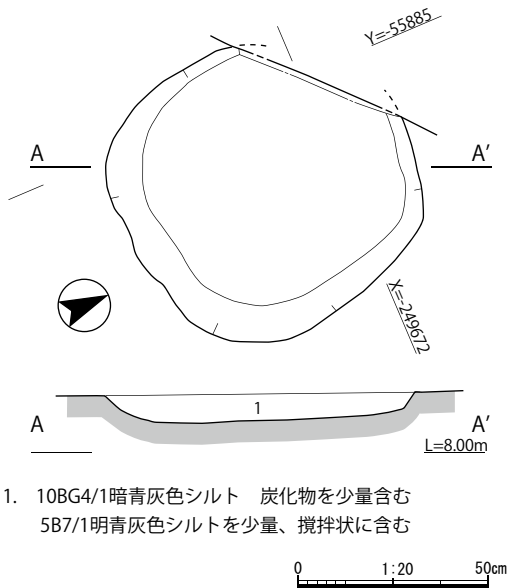 Y=-55885
A A’
X=-249672
1
A A’
L=8.00m
1. 10BG4/1暗青灰色シルト 炭化物を少量含む
5B7/1明青灰色シルトを少量、撹拌状に含む
0 1:20 50cm